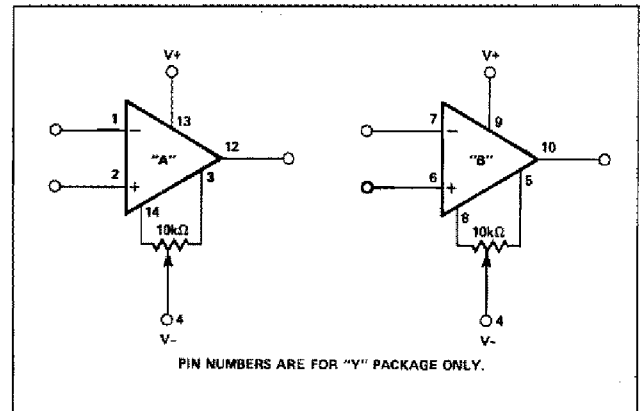 V+
V+
1
13
7
9
"A"
12
"B"
10
2
3
6
5
14
8
10kΩ
10kΩ
4
4
V−
V−
PIN NUMBERS ARE FOR "Y" PACKAGE ONLY.
−
−
+
+